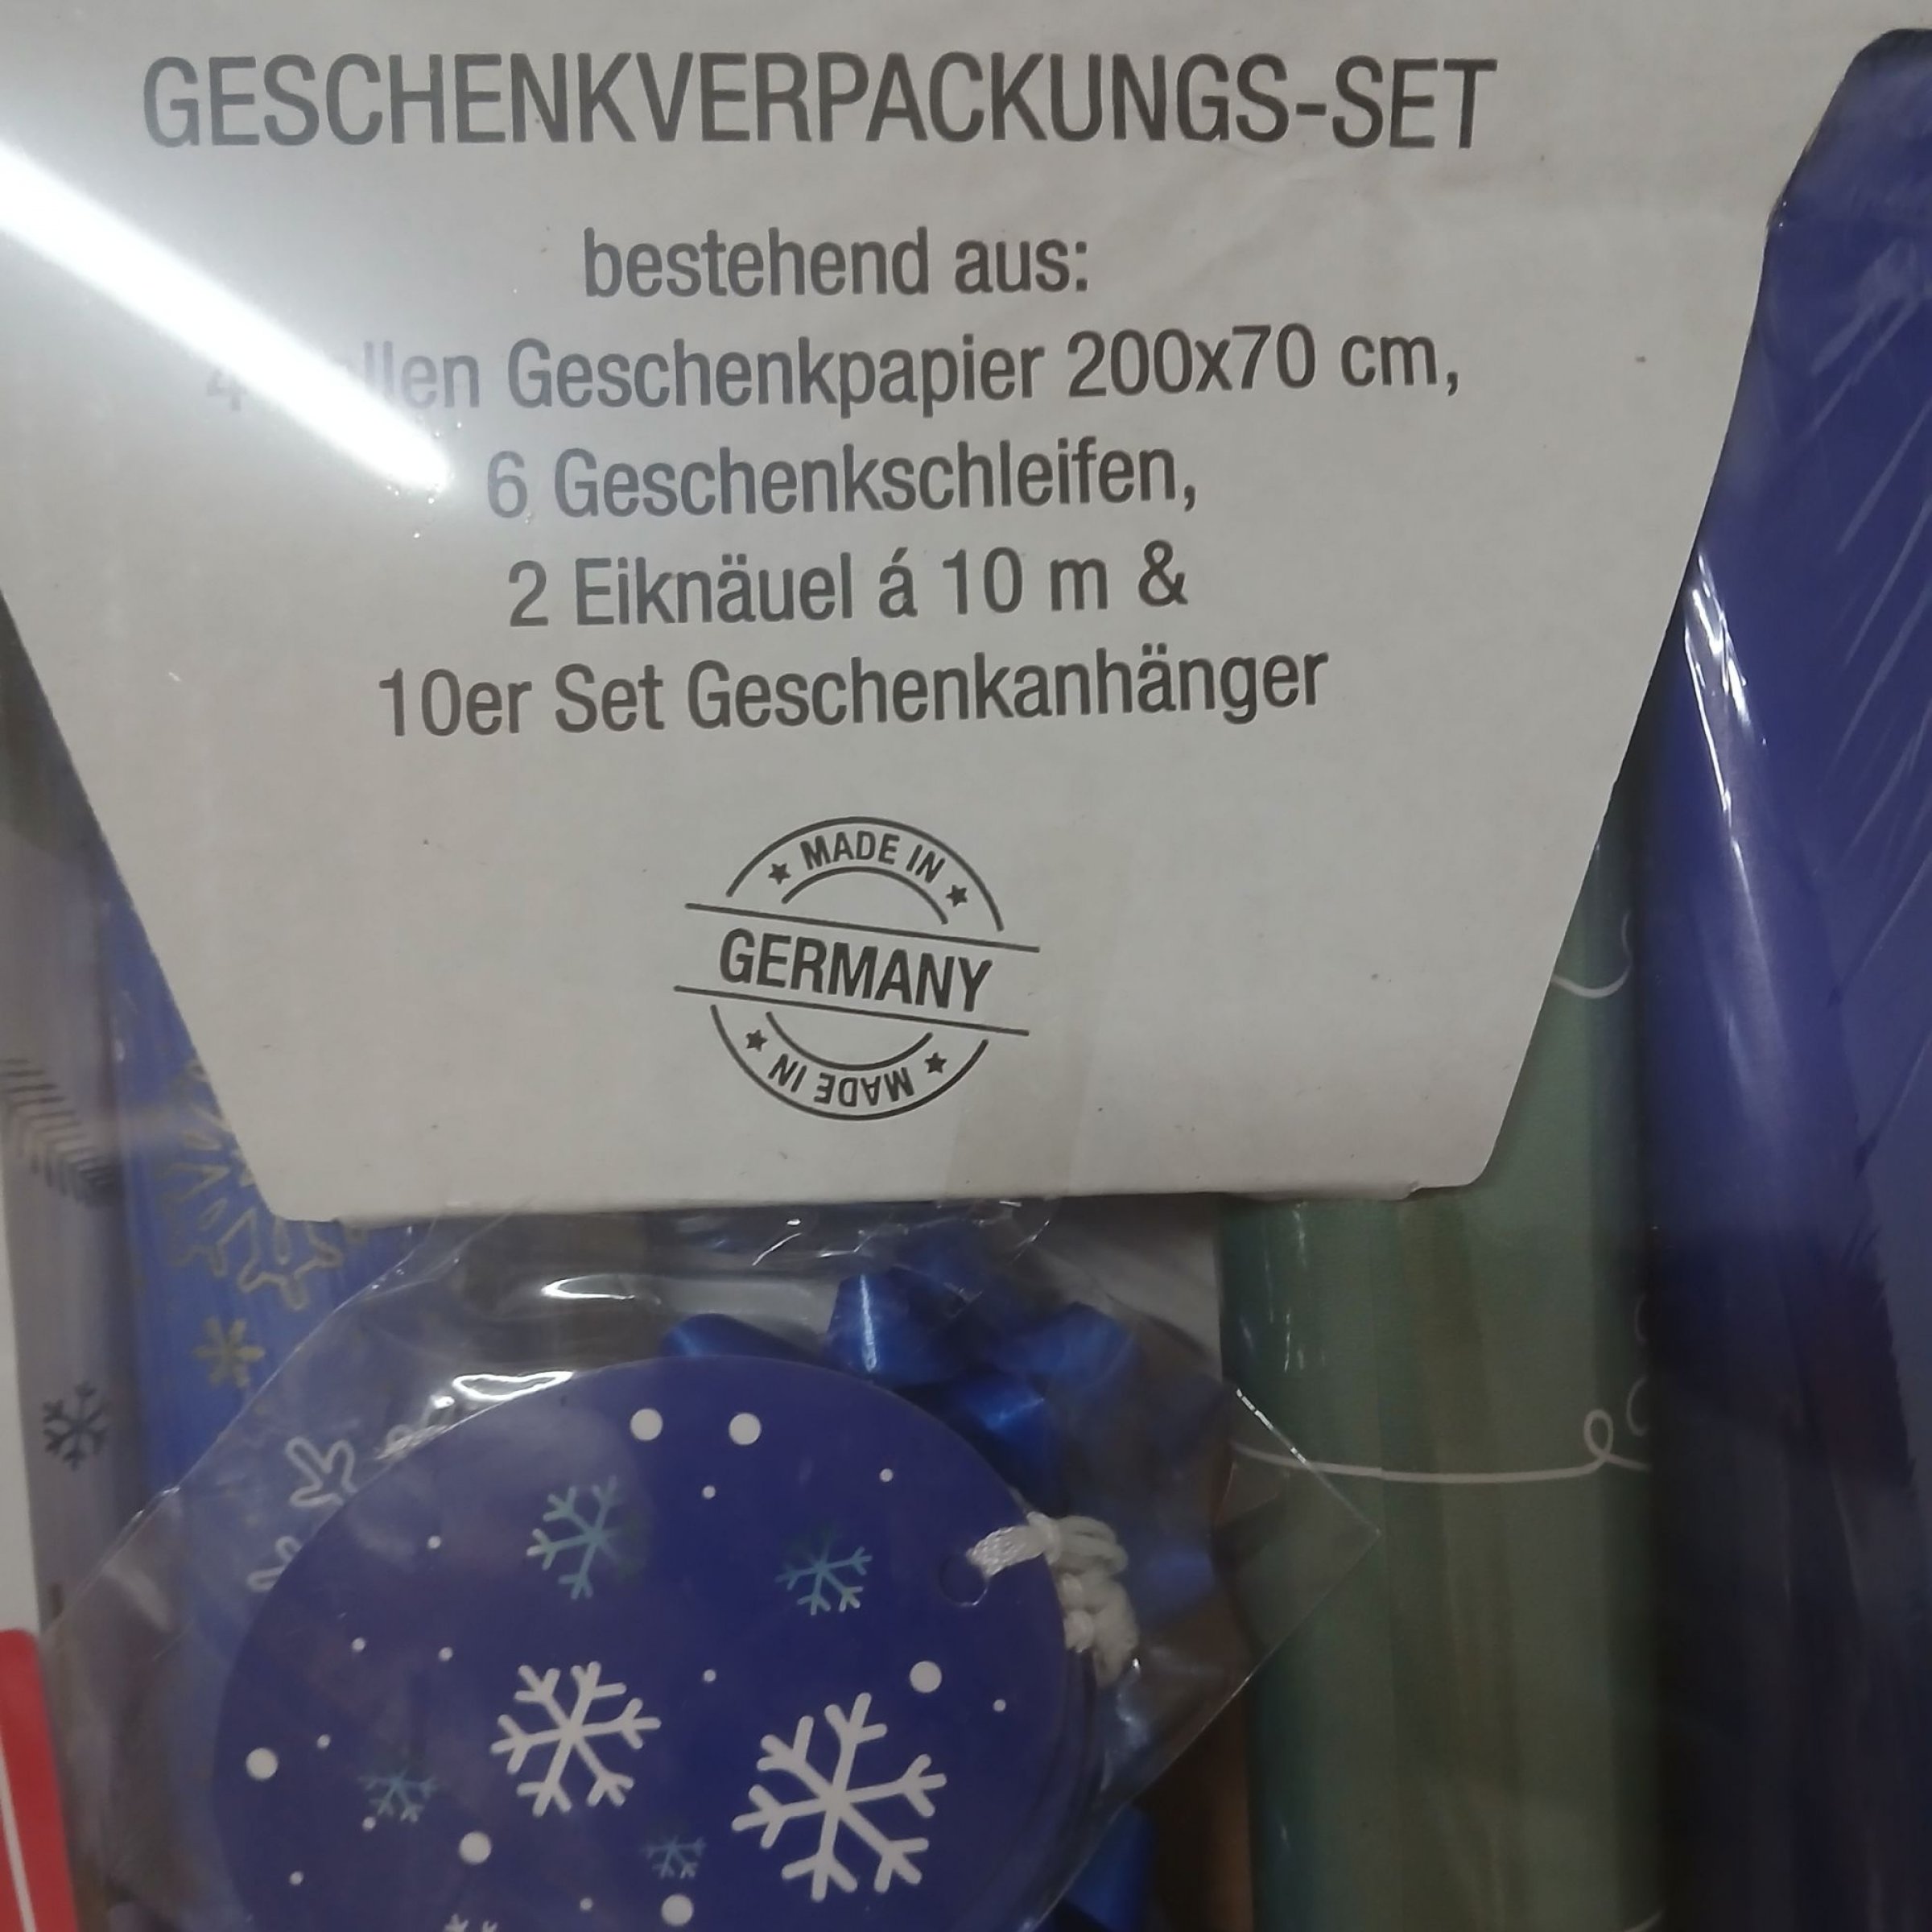 GESCHENKVERPACKUNGS-SET
bestehend aus:
4 Geschenkpapier 200x70 cm,
6 Geschenkschleifen,
2 Eiknäuel á 10 m &
10er Set Geschenkanhänger
MADE IN
GERMANY
MADE IN